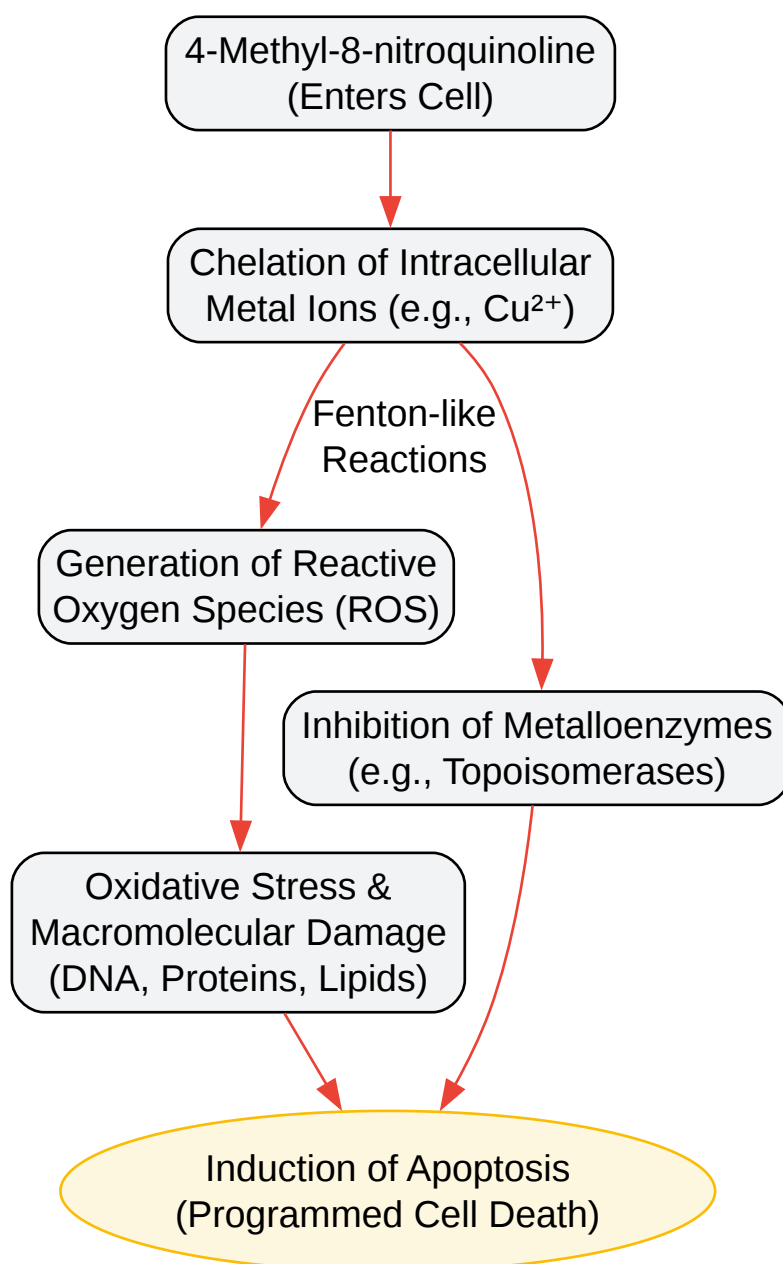 4-Methyl-8-nitroquinoline
(Enters Cell)
Chelation of Intracellular
Metal Ions (e.g., Cu²⁺)
Fenton-like
Reactions
Generation of Reactive
Oxygen Species (ROS)
Inhibition of Metalloenzymes
(e.g., Topoisomerases)
Oxidative Stress &
Macromolecular Damage
(DNA, Proteins, Lipids)
Induction of Apoptosis
(Programmed Cell Death)